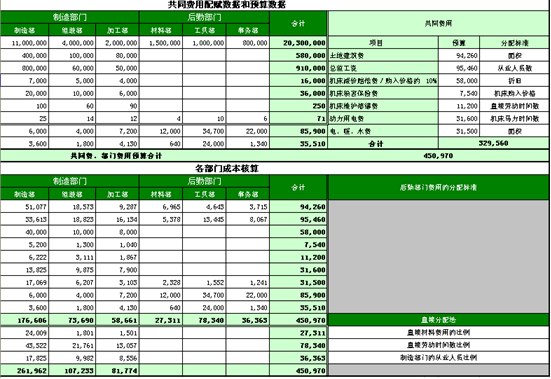 共同费用配赋数据和预算数据
制造部门 后勤部门 合计 共同费用
制造部 组装部 加工部 材料部 工具部 事务部
11,000,000 4,000,000 2,000,000 1,500,000 1,000,000 800,000 20,300,000 项目 预算 分配标准
400,000 100,000 80,000 580,000 土地建筑费 94,260 面积
800,000 60,000 50,000 910,000 总监工资 95,460 从业人员数
7,000 5,000 4,000 16,000 机床减价赔偿费/购入价格的 10% 58,000 折旧
20,000 10,000 6,000 36,000 机床损害保险费 7,540 机床购入价格
100 60 90 250 机床维护修缮费 11,200 直接劳动时间数
25 14 12 4 10 6 71 动力用电费 31,600 机床马力时间数
6,000 4,000 7,200 12,000 34,700 22,000 85,900 电、暖、水费 31,500 面积
3,600 1,800 4,130 640 24,000 1,340 35,510 合计 329,560
共同费、部门费用预算合计 450,970
各部门成本核算
制造部门 后勤部门 合计 后勤部门费用的分配标准
制造部 组装部 加工部 材料部 工具部 事务部
51,077 18,573 9,287 6,965 4,643 3,715 94,260
33,613 18,823 16,134 5,378 13,445 8,067 95,460
40,000 10,000 8,000 58,000
5,200 1,300 1,040 7,540
6,222 3,111 1,867 11,200
13,825 9,875 7,900 31,600
17,069 6,207 3,103 2,328 1,552 1,241 31,500
6,000 4,000 7,200 12,000 34,700 22,000 85,900
3,600 1,800 4,130 640 24,000 1,340 35,510
176,606 73,690 58,661 27,311 78,340 36,363 450,970 直接分配法
24,009 1,801 1,501 27,311 直接材料费用的比例
43,522 21,761 13,057 78,340 直接劳动时间数比例
17,825 9,982 8,556 36,363 制造部门的从业人员比例
261,962 107,233 81,774 450,970